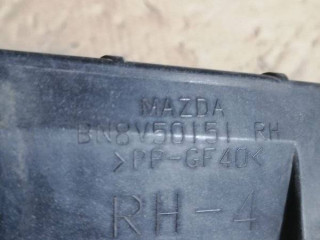 MAZDA
BN8V50151 RH
>PP-GF40<
RH-4